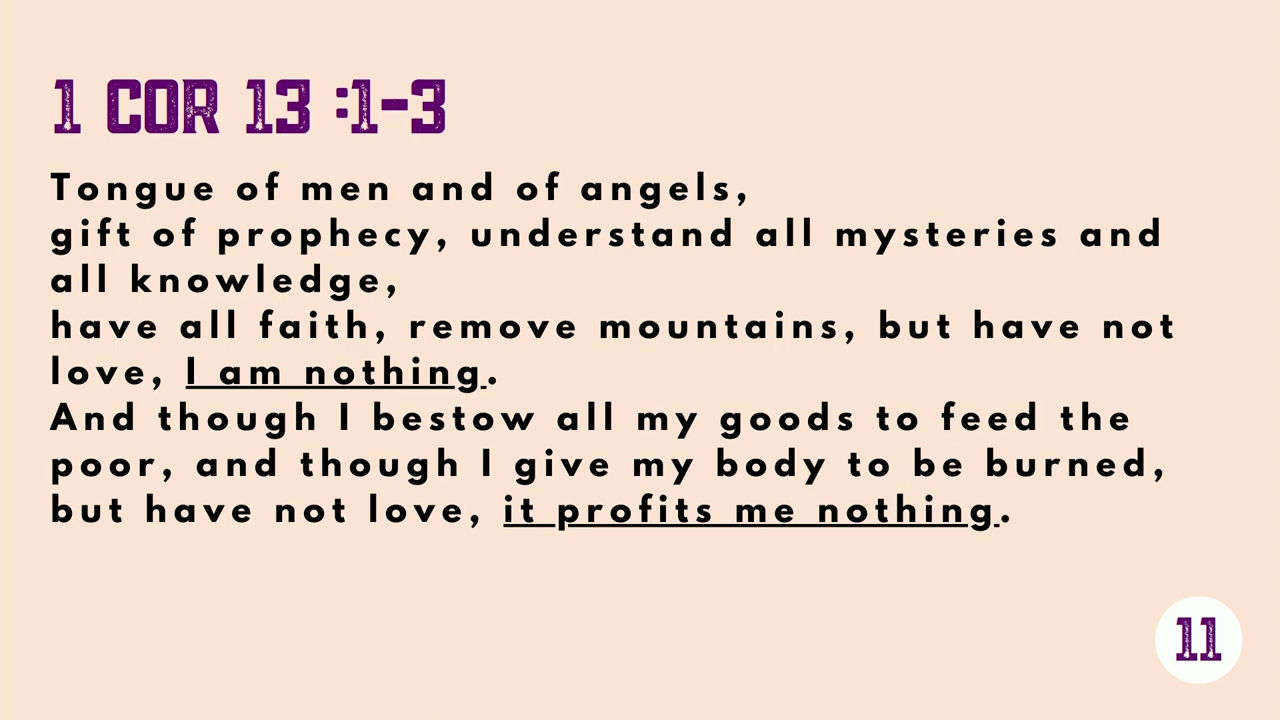 1 COR 13 :1-3
Tongue of men and of angels,
gift of prophecy, understand all mysteries and
all knowledge,
have all faith, remove mountains, but have not
love, I am nothing.
And though I bestow all my goods to feed the
poor, and though I give my body to be burned,
but have not love, it profits me nothing.
11